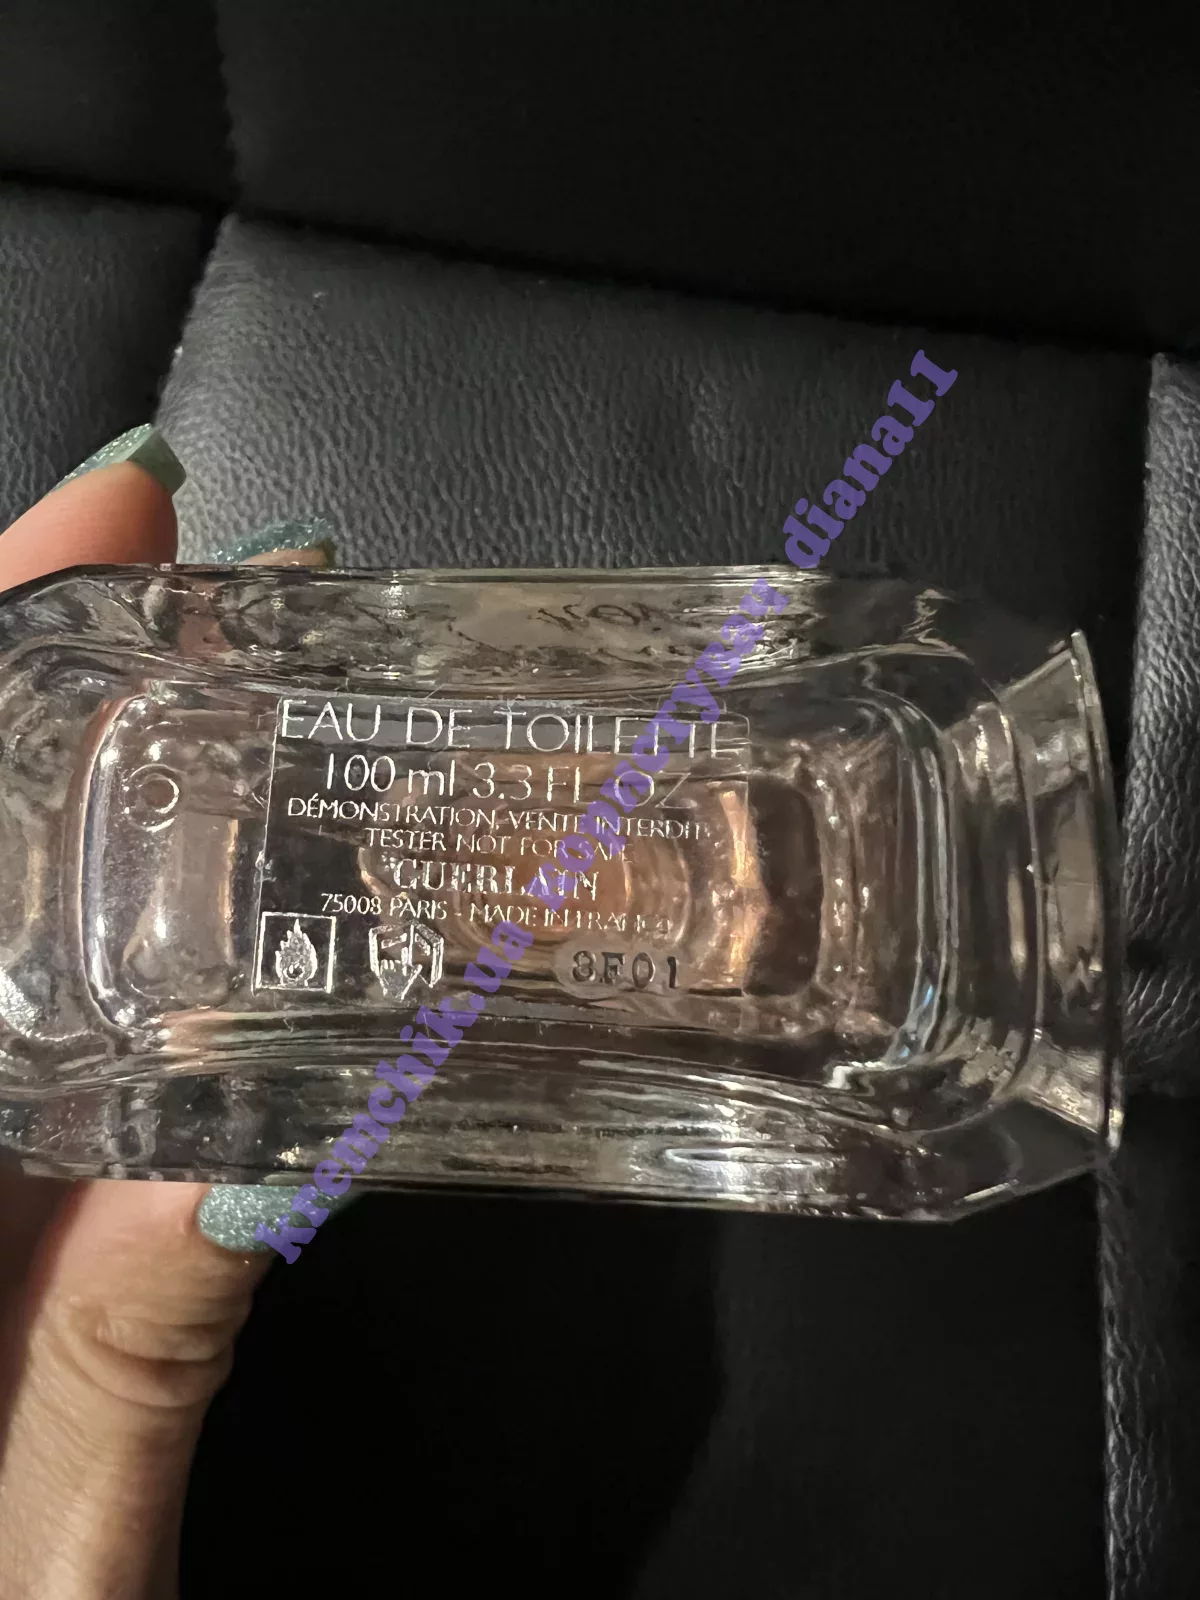 EAU DE TOILETTE
100 ml 3.3 FL OZ
DÉMONSTRATION, VENTE INTERDITE
TESTER NOT FOR SALE
GUERLAIN
75008 PARIS - MADE IN FRANCE
8F01
kremchik.ua користувач diana11